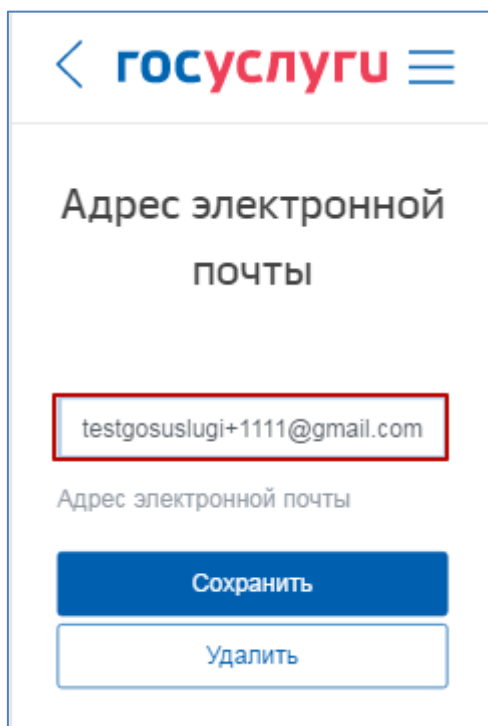 госуслуги
Адрес электронной
почты
testgosuslugi+1111@gmail.com
Адрес электронной почты
Сохранить
Удалить